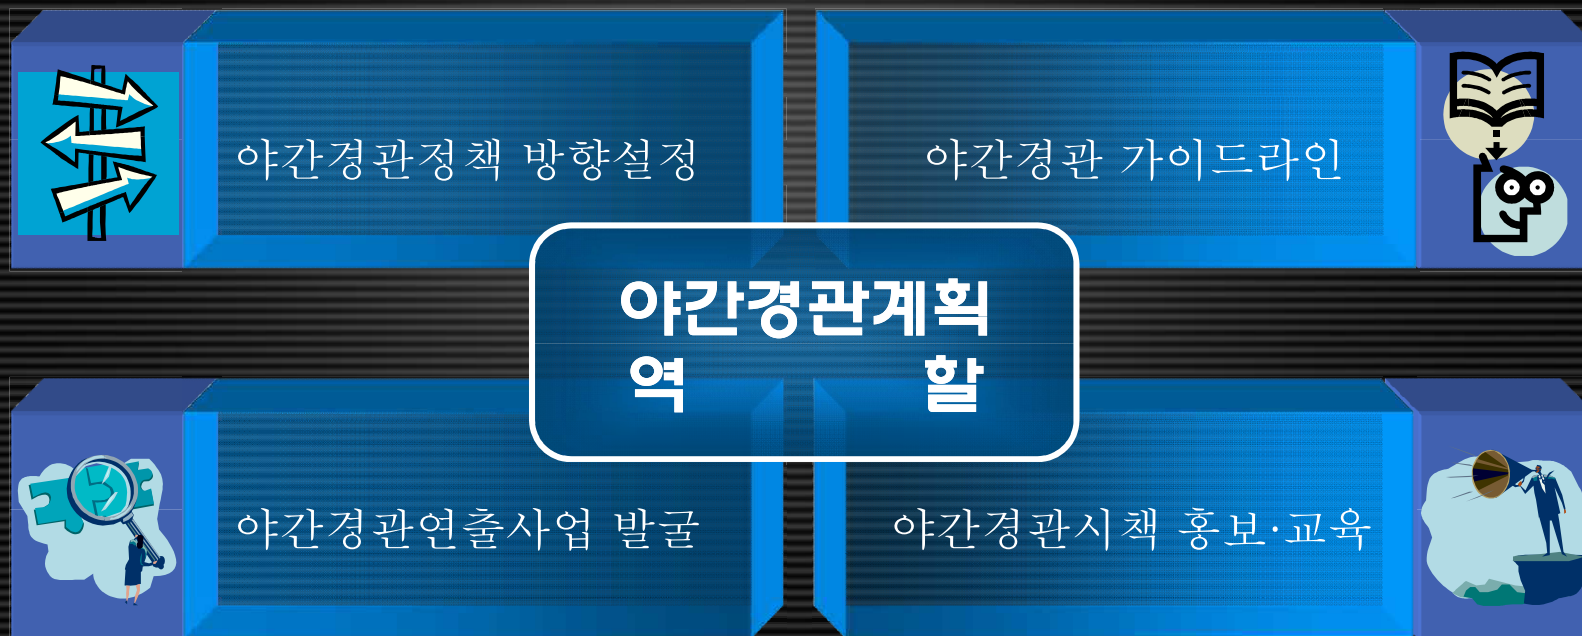 야간경관정책 방향설정
야간경관 가이드라인
야간경관계획
역 할
야간경관연출사업 발굴
야간경관시책 홍보·교육